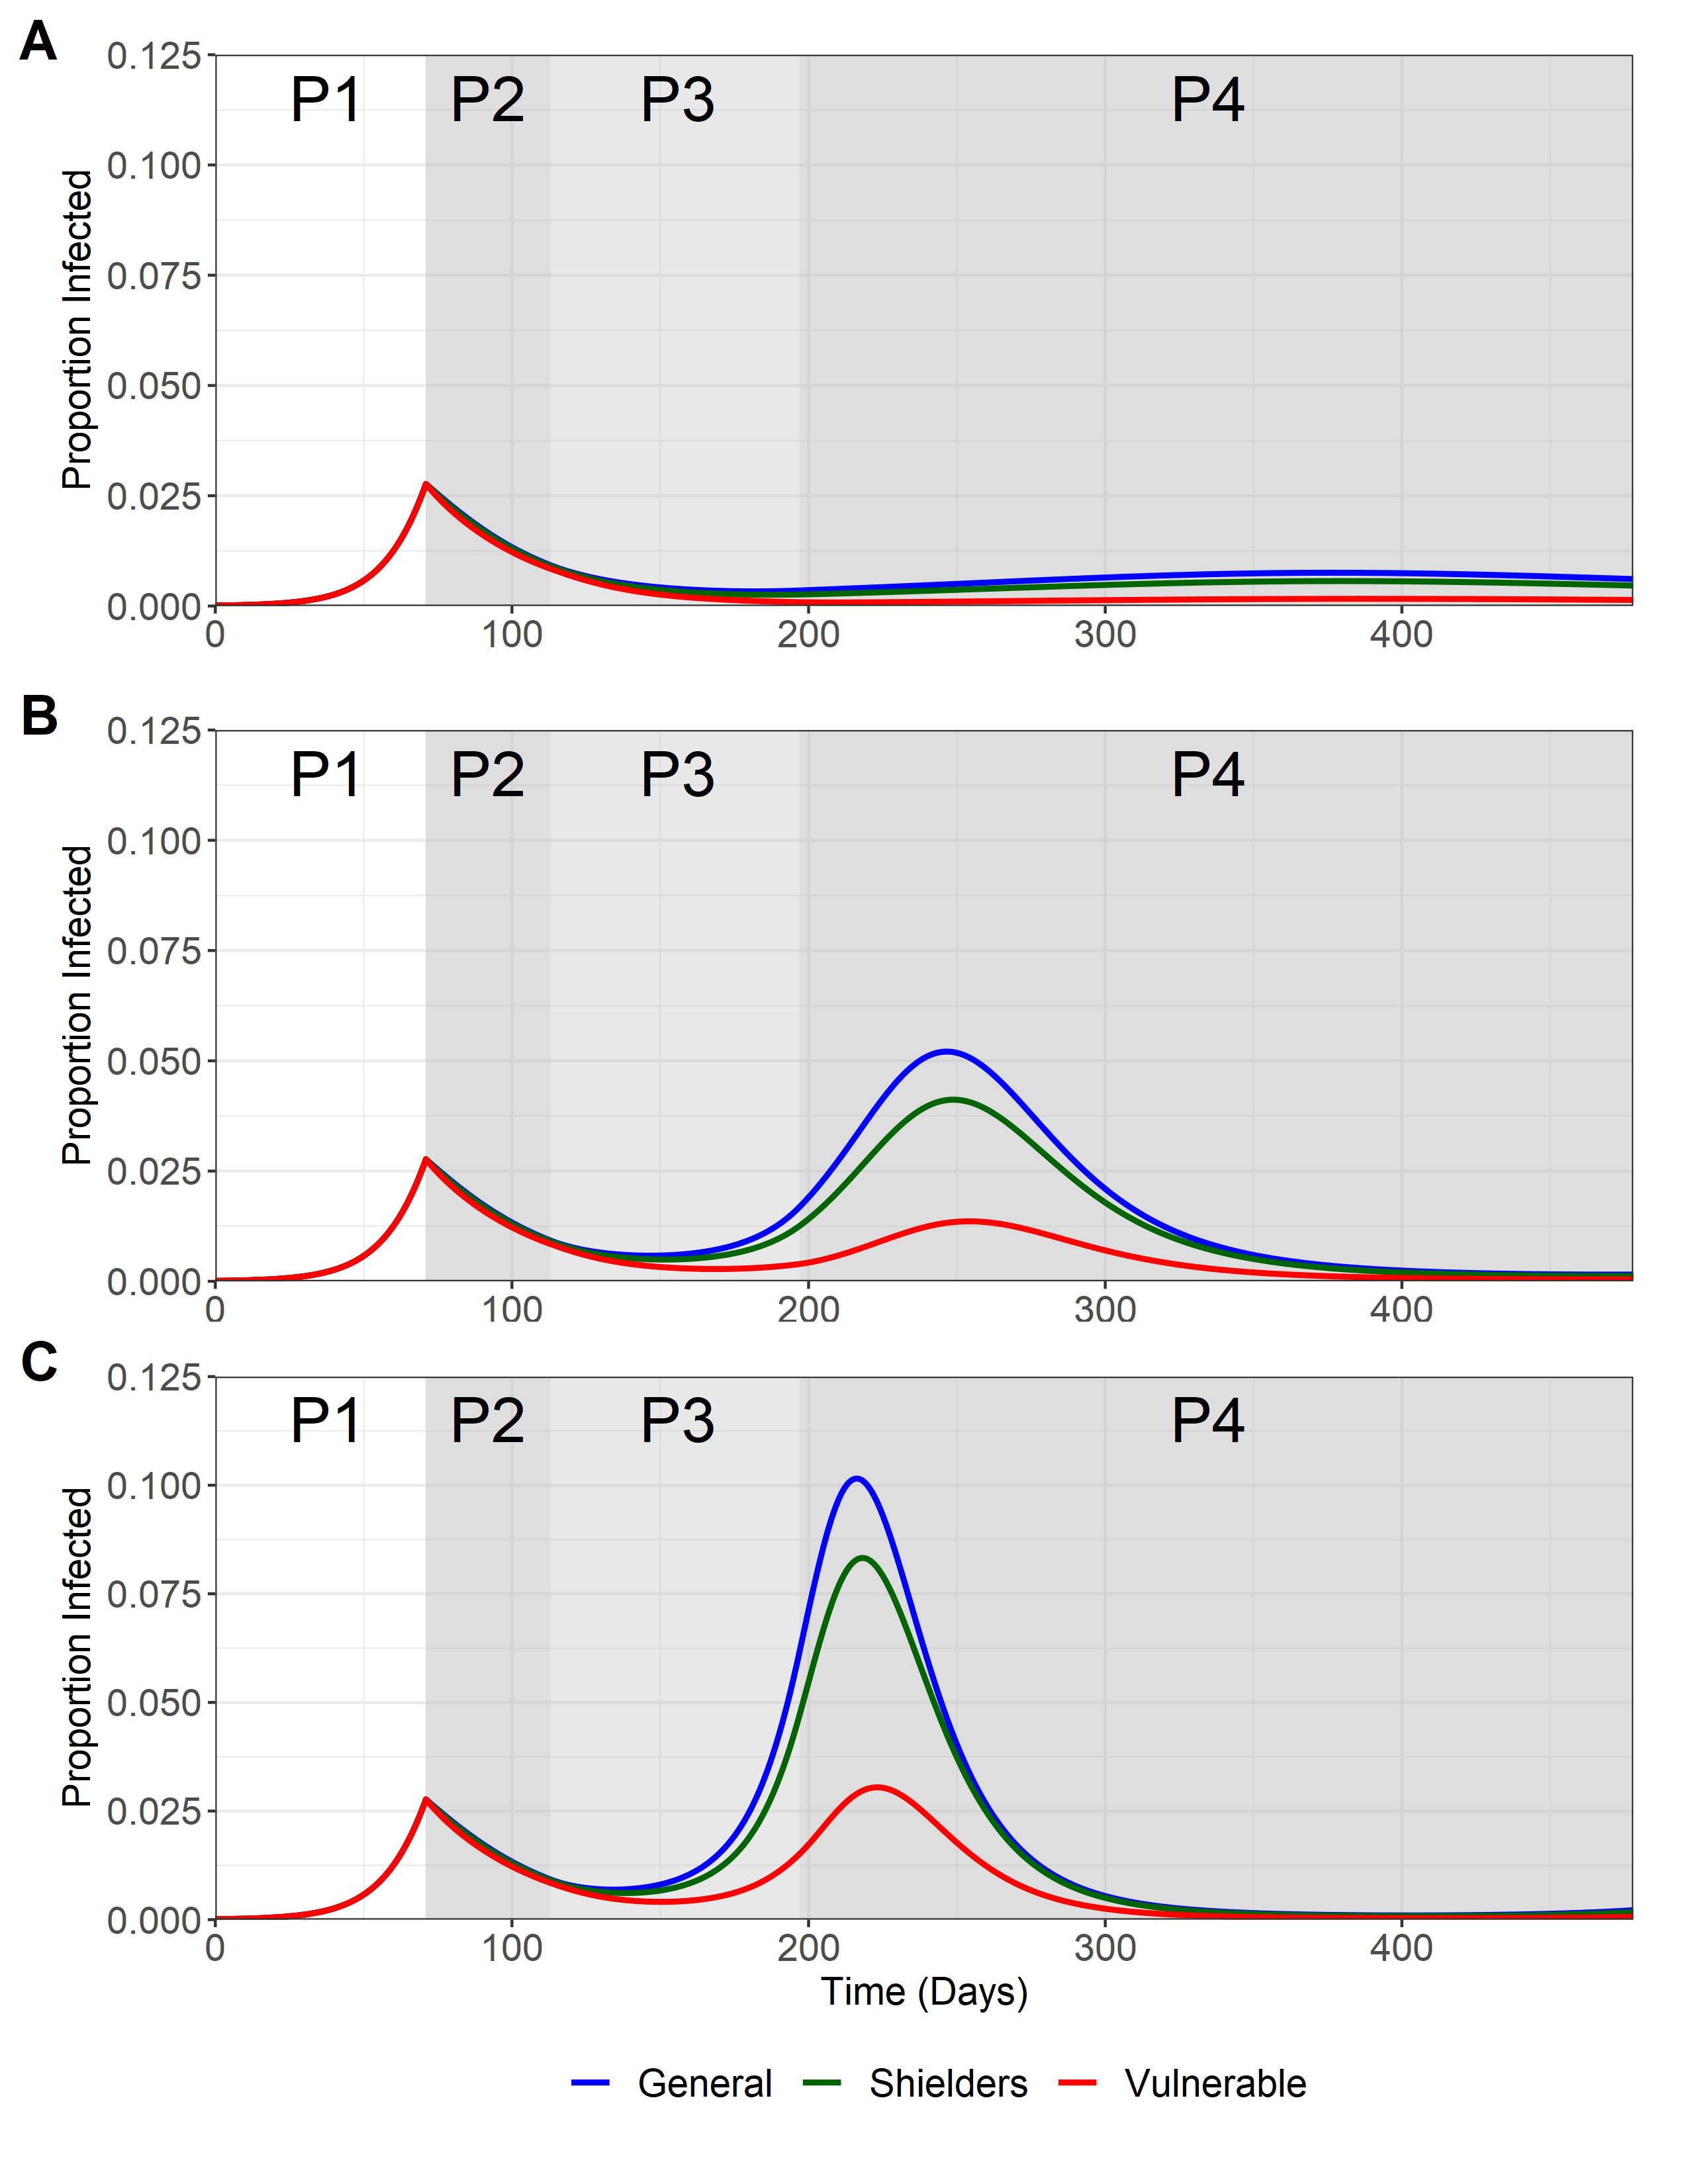 A
0.125
P1 P2 P3 P4
0.100
0.075
0.050
0.025
0.000
Proportion Infected
0 100 200 300 400
B
0.125
P1 P2 P3 P4
0.100
0.075
0.050
0.025
0.000
Proportion Infected
0 100 200 300 400
C
0.125
P1 P2 P3 P4
0.100
0.075
0.050
0.025
0.000
Proportion Infected
0 100 200 300 400
Time (Days)
General Shielders Vulnerable